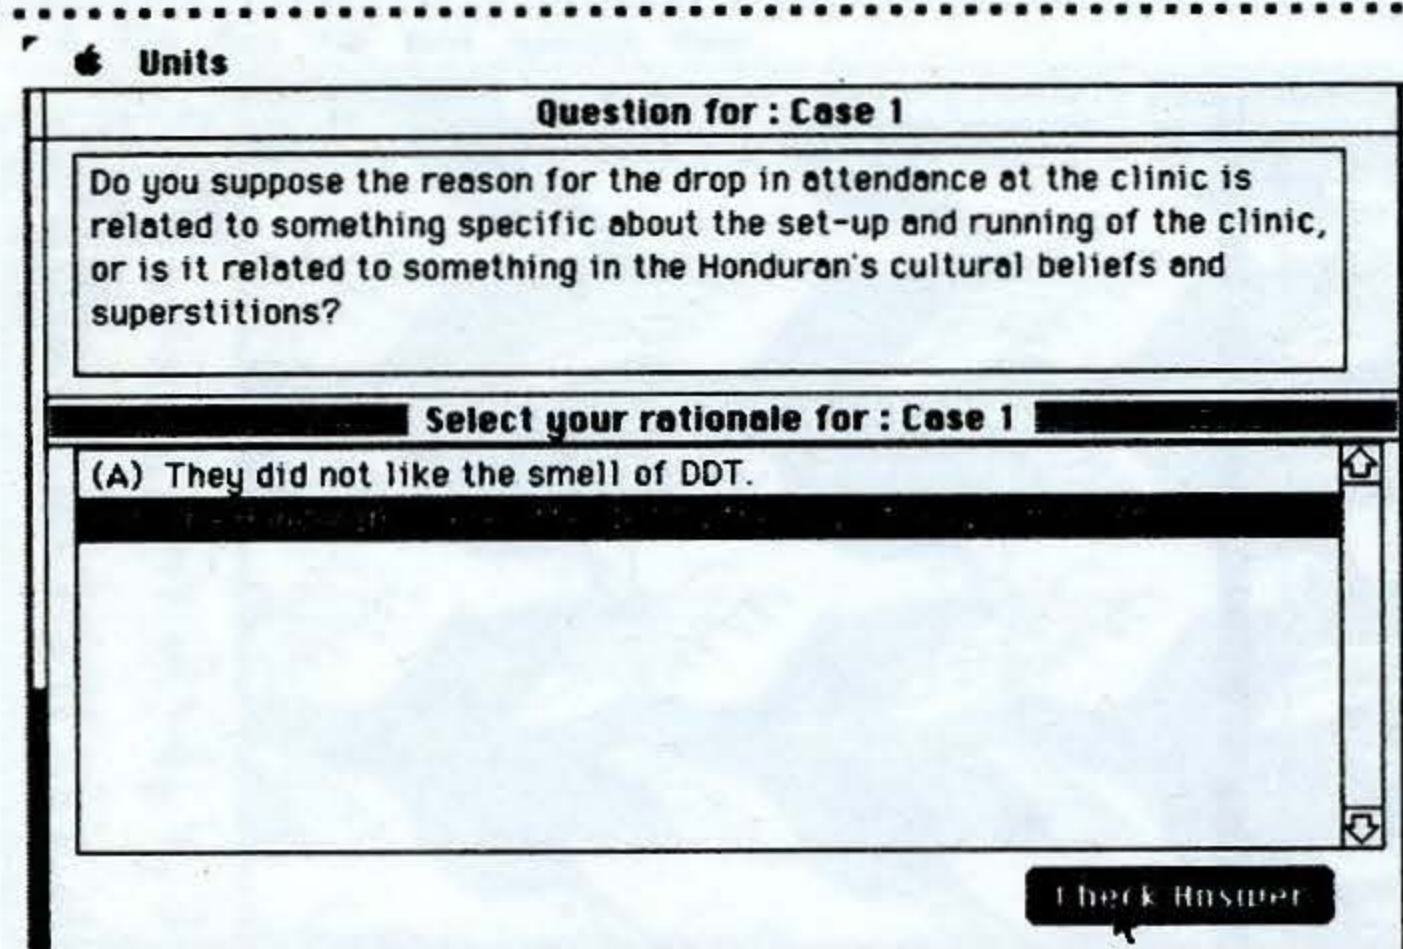 Units
Question for : Case 1
Do you suppose the reason for the drop in attendance at the clinic is
related to something specific about the set-up and running of the clinic,
or is it related to something in the Honduran's cultural beliefs and
superstitions?
Select your rationale for : Case 1
(A) They did not like the smell of DDT.
Check Answer